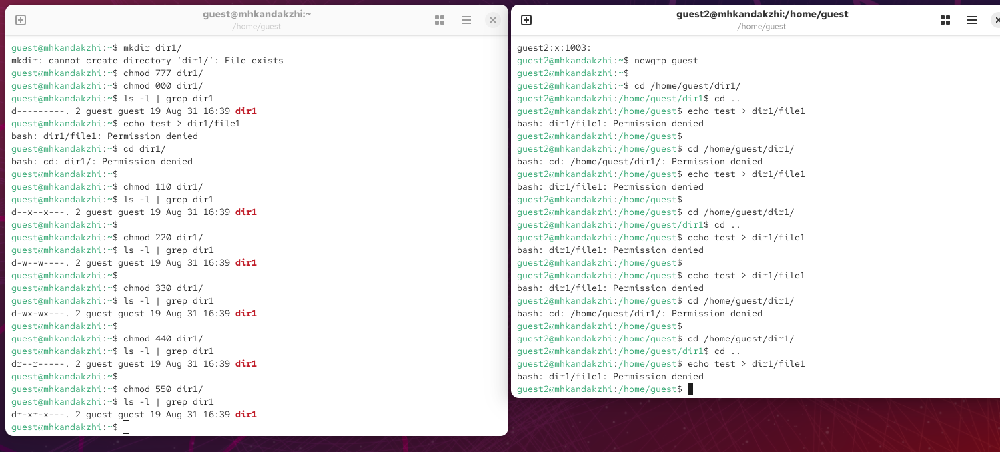 guest@mhkandakzhi:~
/home/guest
guest@mhkandakzhi:~$ mkdir dir1/
mkdir: cannot create directory ‘dir1/’: File exists
guest@mhkandakzhi:~$ chmod 777 dir1/
guest@mhkandakzhi:~$ chmod 000 dir1/
guest@mhkandakzhi:~$ ls -l | grep dir1
d---------. 2 guest guest 19 Aug 31 16:39 dir1
guest@mhkandakzhi:~$ echo test > dir1/file1
bash: dir1/file1: Permission denied
guest@mhkandakzhi:~$ cd dir1/
bash: cd: dir1/: Permission denied
guest@mhkandakzhi:~$
guest@mhkandakzhi:~$ chmod 110 dir1/
guest@mhkandakzhi:~$ ls -l | grep dir1
d--x--x---. 2 guest guest 19 Aug 31 16:39 dir1
guest@mhkandakzhi:~$
guest@mhkandakzhi:~$ chmod 220 dir1/
guest@mhkandakzhi:~$ ls -l | grep dir1
d-w--w----. 2 guest guest 19 Aug 31 16:39 dir1
guest@mhkandakzhi:~$
guest@mhkandakzhi:~$ chmod 330 dir1/
guest@mhkandakzhi:~$ ls -l | grep dir1
d-wx-wx---. 2 guest guest 19 Aug 31 16:39 dir1
guest@mhkandakzhi:~$
guest@mhkandakzhi:~$ chmod 440 dir1/
guest@mhkandakzhi:~$ ls -l | grep dir1
dr--r-----. 2 guest guest 19 Aug 31 16:39 dir1
guest@mhkandakzhi:~$
guest@mhkandakzhi:~$ chmod 550 dir1/
guest@mhkandakzhi:~$ ls -l | grep dir1
dr-xr-x---. 2 guest guest 19 Aug 31 16:39 dir1
guest@mhkandakzhi:~$
guest2@mhkandakzhi:/home/guest
/home/guest
guest2:x:1003:
guest2@mhkandakzhi:~$ newgrp guest
guest2@mhkandakzhi:~$
guest2@mhkandakzhi:~$ cd /home/guest/dir1/
guest2@mhkandakzhi:/home/guest/dir1$ cd ..
guest2@mhkandakzhi:/home/guest$ echo test > dir1/file1
bash: dir1/file1: Permission denied
guest2@mhkandakzhi:/home/guest$
guest2@mhkandakzhi:/home/guest$ cd /home/guest/dir1/
bash: cd: /home/guest/dir1/: Permission denied
guest2@mhkandakzhi:/home/guest$ echo test > dir1/file1
bash: dir1/file1: Permission denied
guest2@mhkandakzhi:/home/guest$
guest2@mhkandakzhi:/home/guest$ cd /home/guest/dir1/
guest2@mhkandakzhi:/home/guest/dir1$ cd ..
guest2@mhkandakzhi:/home/guest$ echo test > dir1/file1
bash: dir1/file1: Permission denied
guest2@mhkandakzhi:/home/guest$
guest2@mhkandakzhi:/home/guest$ echo test > dir1/file1
bash: dir1/file1: Permission denied
guest2@mhkandakzhi:/home/guest$ cd /home/guest/dir1/
bash: cd: /home/guest/dir1/: Permission denied
guest2@mhkandakzhi:/home/guest$
guest2@mhkandakzhi:/home/guest$ cd /home/guest/dir1/
guest2@mhkandakzhi:/home/guest/dir1$ cd ..
guest2@mhkandakzhi:/home/guest$ echo test > dir1/file1
bash: dir1/file1: Permission denied
guest2@mhkandakzhi:/home/guest$